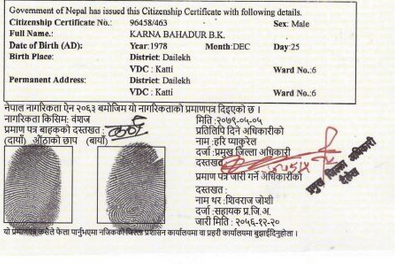 Government of Nepal has issued this Citizenship Certificate with following details.
Citizenship Certificate No.: 96458/463 Sex: Male
Full Name.: KARNA BAHADUR B.K.
Date of Birth (AD): Year:1978 Month:DEC Day:25
Birth Place: District: Dailekh
VDC : Katti Ward No.:6
Permanent Address: District: Dailekh
VDC : Katti Ward No.:6
नेपाल नागरिकता ऐन २०६३ बमोजिम यो नागरिकताको प्रमाणपत्र दिइएको छ ।
नागरिकता किसिम: वंशज मिति :२०७९-०५-०५
प्रमाण पत्र बाहकको दस्तखत : प्रतिलिपि दिने अधिकारीको
(दायाँ) औंठाको छाप (बायाँ) नाम :हरि प्याकुरेल
दर्जा :प्रमुख जिल्ला अधिकारी
दस्तखत
प्रमुख जिल्ला अधिकारी
दैलेख
प्रमाण पत्र जारी गर्ने अधिकारीको
दस्तखत :
नाम थर : शिवराज जोशी
दर्जा :सहायक प्र.जि.अ.
जारी मिति : २०५६-१२-२०
यो प्रमाणपत्र कसैले फेला पार्नुभएमा नजिकको जिल्ला प्रशासन कार्यालयमा वा प्रहरी कार्यालयमा बुझाईदिनुहोला ।